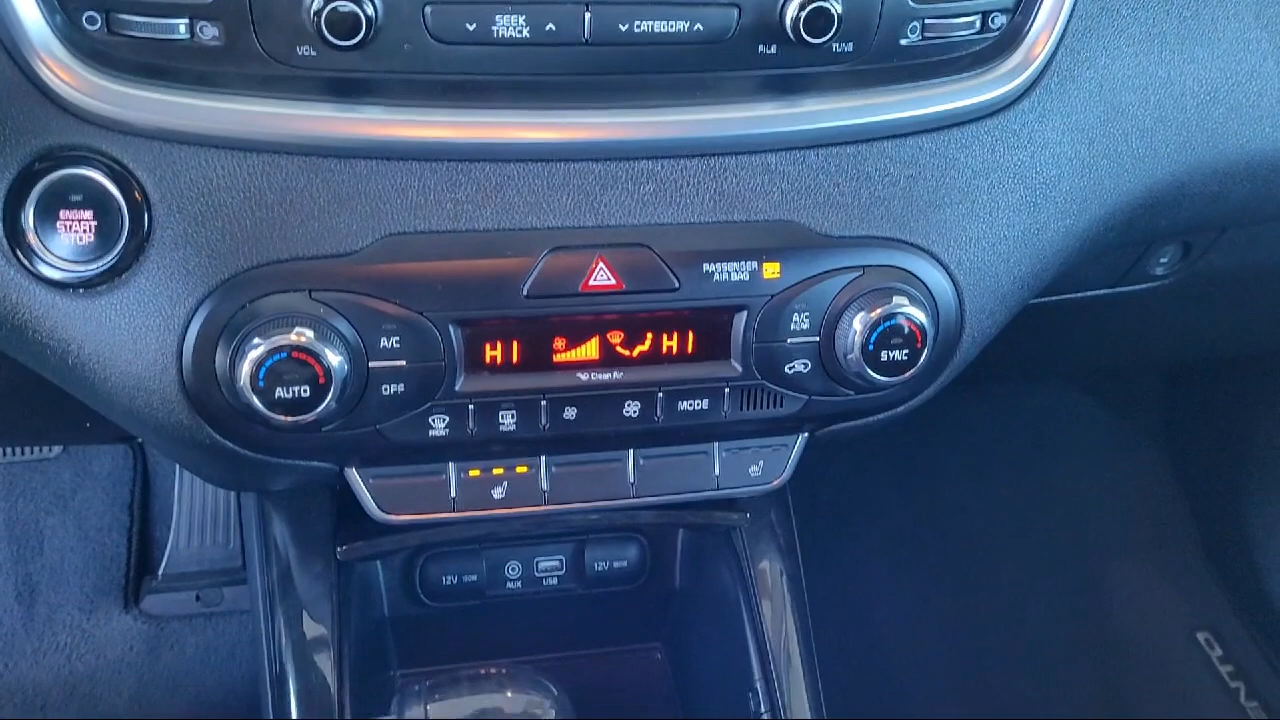 VOL
SEEK
TRACK
CATEGORY
FILE
TUNE
ENGINE
START
STOP
PASSENGER
AIR BAG
A/C
OFF
AUTO
HI
HI
Clean Air
A/C
REAR
SYNC
FRONT
REAR
MODE
12V
AUX
USB
12V